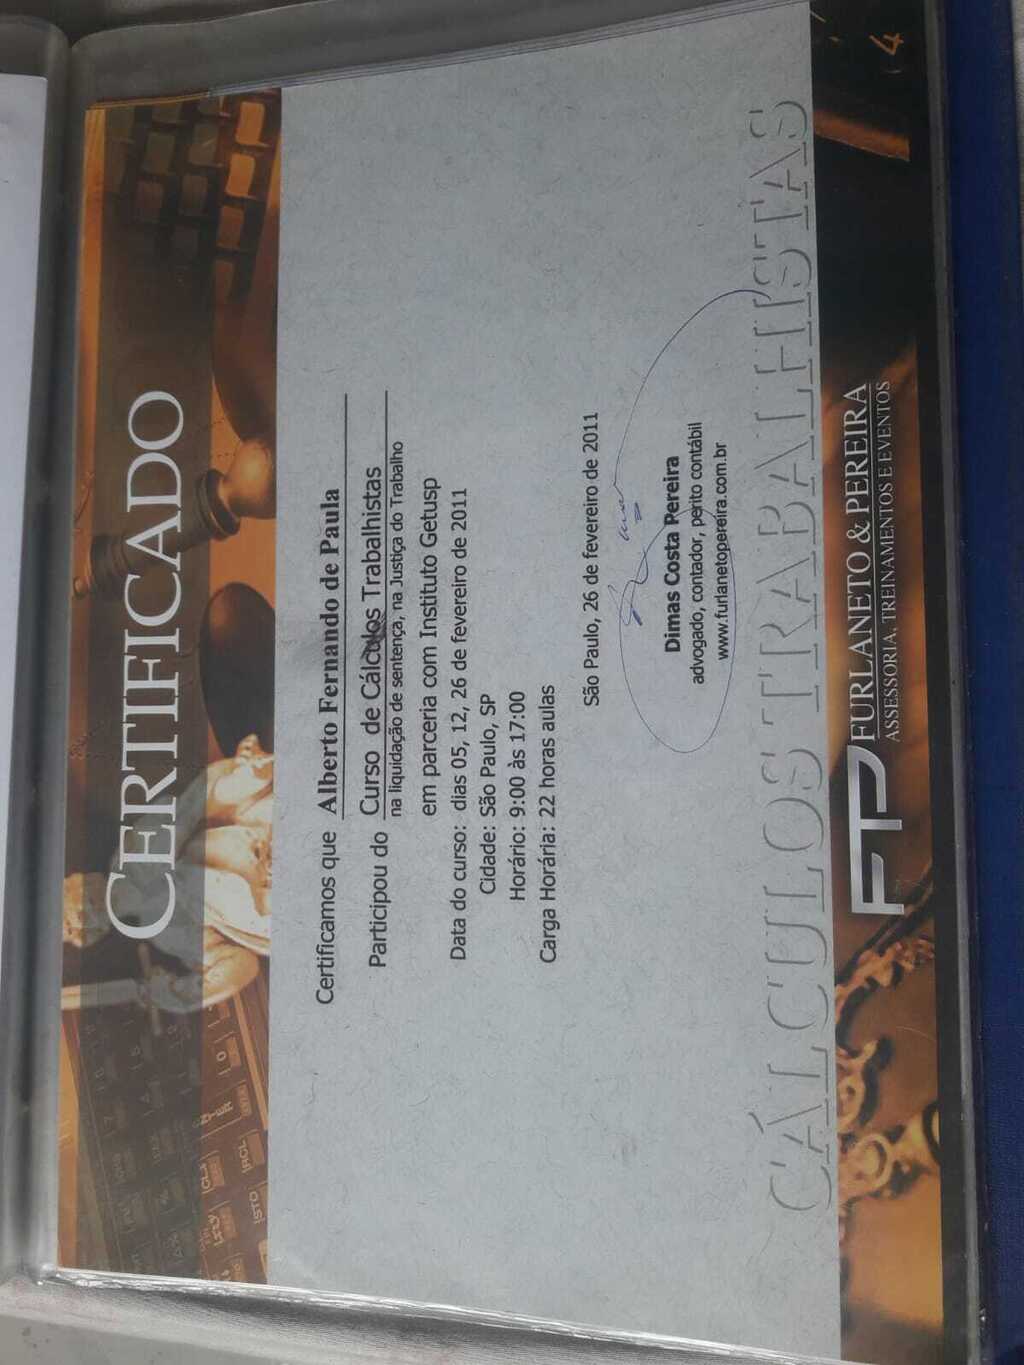 CERTIFICADO
Certificamos que Alberto Fernando de Paula
Participou do Curso de Cálculos Trabalhistas
na liquidação de sentença, na Justiça do Trabalho
em parceria com Instituto Getusp
Data do curso: dias 05, 12, 26 de fevereiro de 2011
Cidade: São Paulo, SP
Horário: 9:00 às 17:00
Carga Horária: 22 horas aulas
São Paulo, 26 de fevereiro de 2011
Dimas Costa Pereira
advogado, contador, perito contábil
www.furlanetopereira.com.br
CÁLCULOS TRABALHISTAS
FP FURLANETO & PEREIRA
ASSESSORIA, TREINAMENTOS E EVENTOS
4